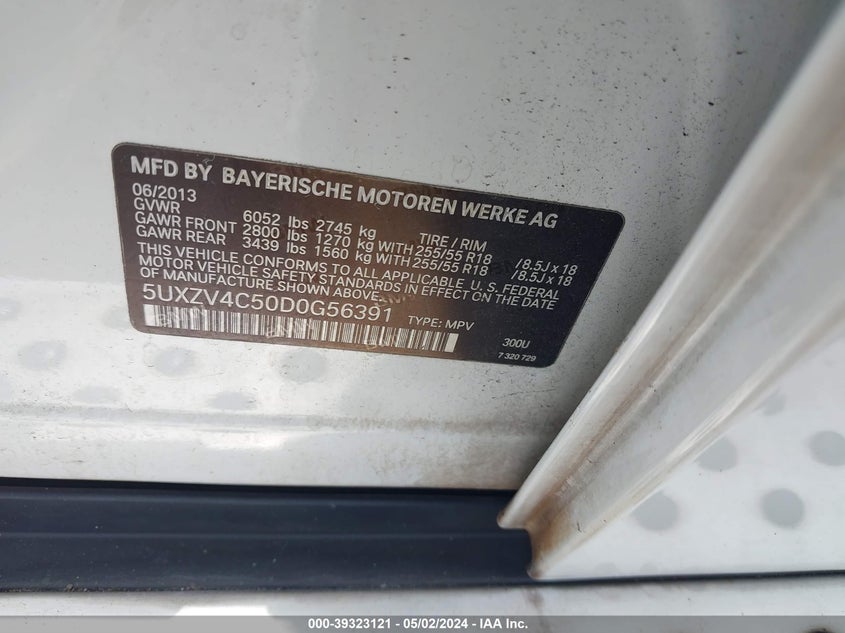 MFD BY BAYERISCHE MOTOREN WERKE AG
06/2013
GVWR 6052 lbs 2745 kg TIRE / RIM
GAWR FRONT 2800 lbs 1270 kg WITH 255/55 R18 /8.5J x 18
GAWR REAR 3439 lbs 1560 kg WITH 255/55 R18 /8.5J x 18
THIS VEHICLE CONFORMS TO ALL APPLICABLE U.S. FEDERAL
MOTOR VEHICLE SAFETY STANDARDS IN EFFECT ON THE DATE
OF MANUFACTURE SHOWN ABOVE.
5UXZV4C50D0G56391
TYPE: MPV 300U
7 320 729
000-39323121 - 05/02/2024 - IAA Inc.